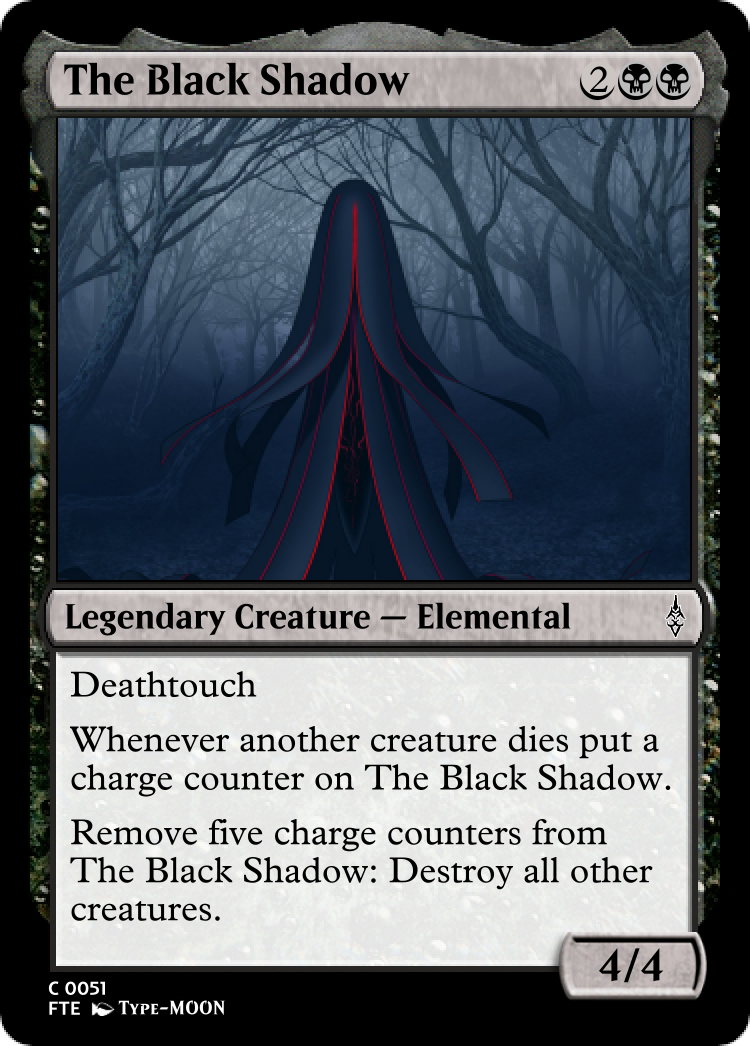 The Black Shadow 2
Legendary Creature — Elemental
Deathtouch
Whenever another creature dies put a
charge counter on The Black Shadow.
Remove five charge counters from
The Black Shadow: Destroy all other
creatures.
4/4
C 0051
FTE Type-MOON